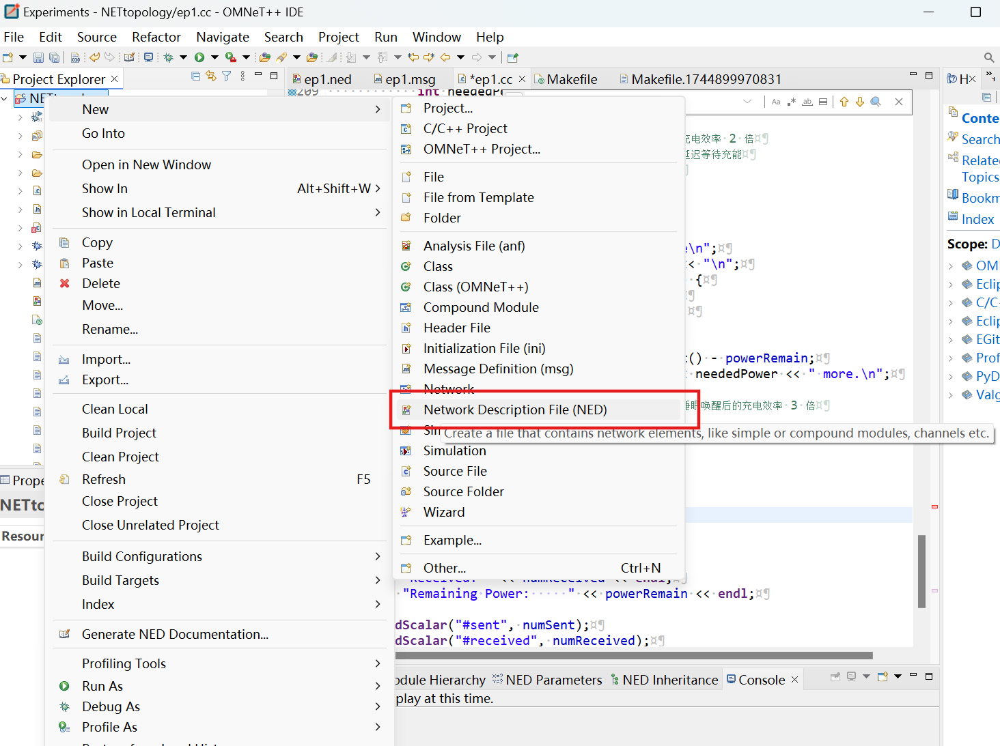 Experiments - NETtopology/ep1.cc - OMNeT++ IDE
File Edit Source Refactor Navigate Search Project Run Window Help
Project Explorer
ep1.ned
ep1.msg
*ep1.cc
Makefile
Makefile.1744899970831
New
Go Into
Open in New Window
Show In Alt+Shift+W
Show in Local Terminal
Copy
Paste
Delete
Move...
Rename...
Import...
Export...
Clean Local
Build Project
Clean Project
Refresh F5
Close Project
Close Unrelated Project
Build Configurations
Build Targets
Index
Generate NED Documentation...
Profiling Tools
Run As
Debug As
Profile As
Project...
C/C++ Project
OMNeT++ Project...
File
File from Template
Folder
Analysis File (anf)
Class
Class (OMNeT++)
Compound Module
Header File
Initialization File (ini)
Message Definition (msg)
Network
Network Description File (NED)
Create a file that contains network elements, like simple or compound modules, channels etc.
Simulation
Source File
Source Folder
Wizard
Example...
Other... Ctrl+N
209 int neededP
充电效率 2 倍
延迟等待充能
e\n";
< "\n";
{
() - powerRemain;
neededPower << " more.\n";
睡眠唤醒后的充电效率 3 倍
"Received: " << numReceived << endl;
"Remaining Power: " << powerRemain << endl;
dScalar("#sent", numSent);
dScalar("#received", numReceived);
odule Hierarchy
NED Parameters
NED Inheritance
Console
play at this time.
Prope
NETto
Resour
H
Conte
Search
Relate
Topics
Bookm
Index
Scope: D
OM
Eclip
C/C
Eclip
EGit
Prof
PyD
Valg